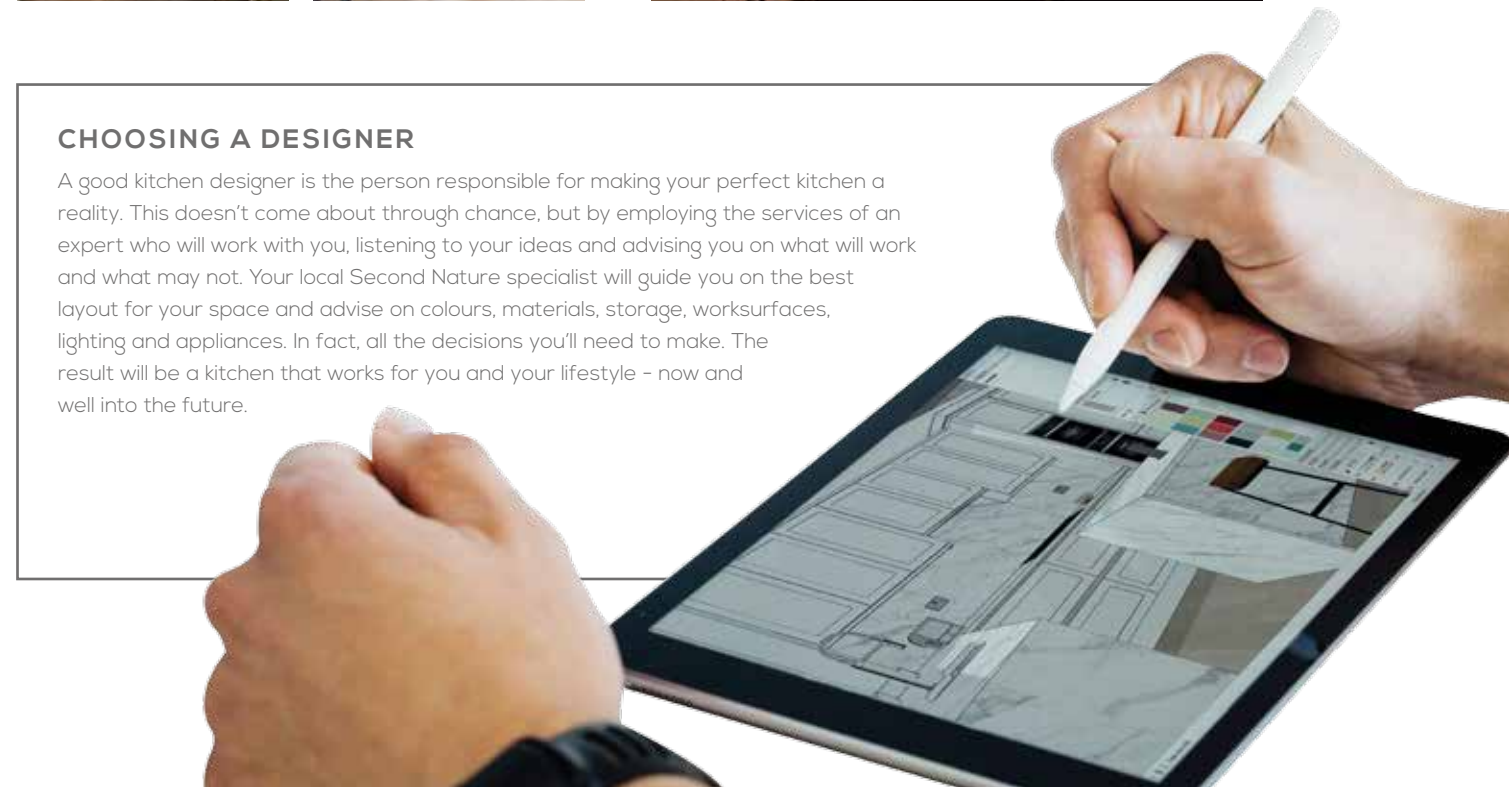 CHOOSING A DESIGNER
A good kitchen designer is the person responsible for making your perfect kitchen a
reality. This doesn't come about through chance, but by employing the services of an
expert who will work with you, listening to your ideas and advising you on what will work
and what may not. Your local Second Nature specialist will guide you on the best
layout for your space and advise on colours, materials, storage, worksurfaces,
lighting and appliances. In fact, all the decisions you'll need to make. The
result will be a kitchen that works for you and your lifestyle - now and
well into the future.